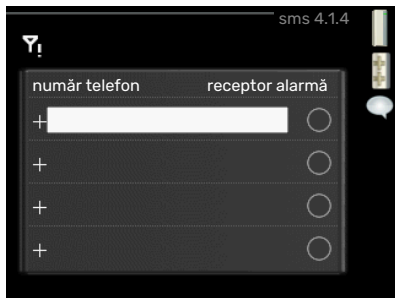 sms 4.1.4
număr telefon receptor alarmă
+
+
+
+